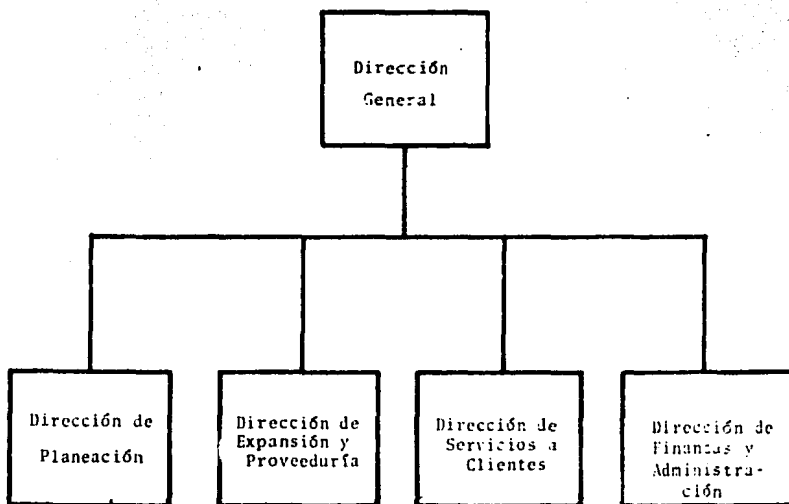 Dirección
General
Dirección de
Planeación
Dirección de
Expansión y
Proveeduría
Dirección de
Servicios a
Clientes
Dirección de
Finanzas y
Administra-
ción